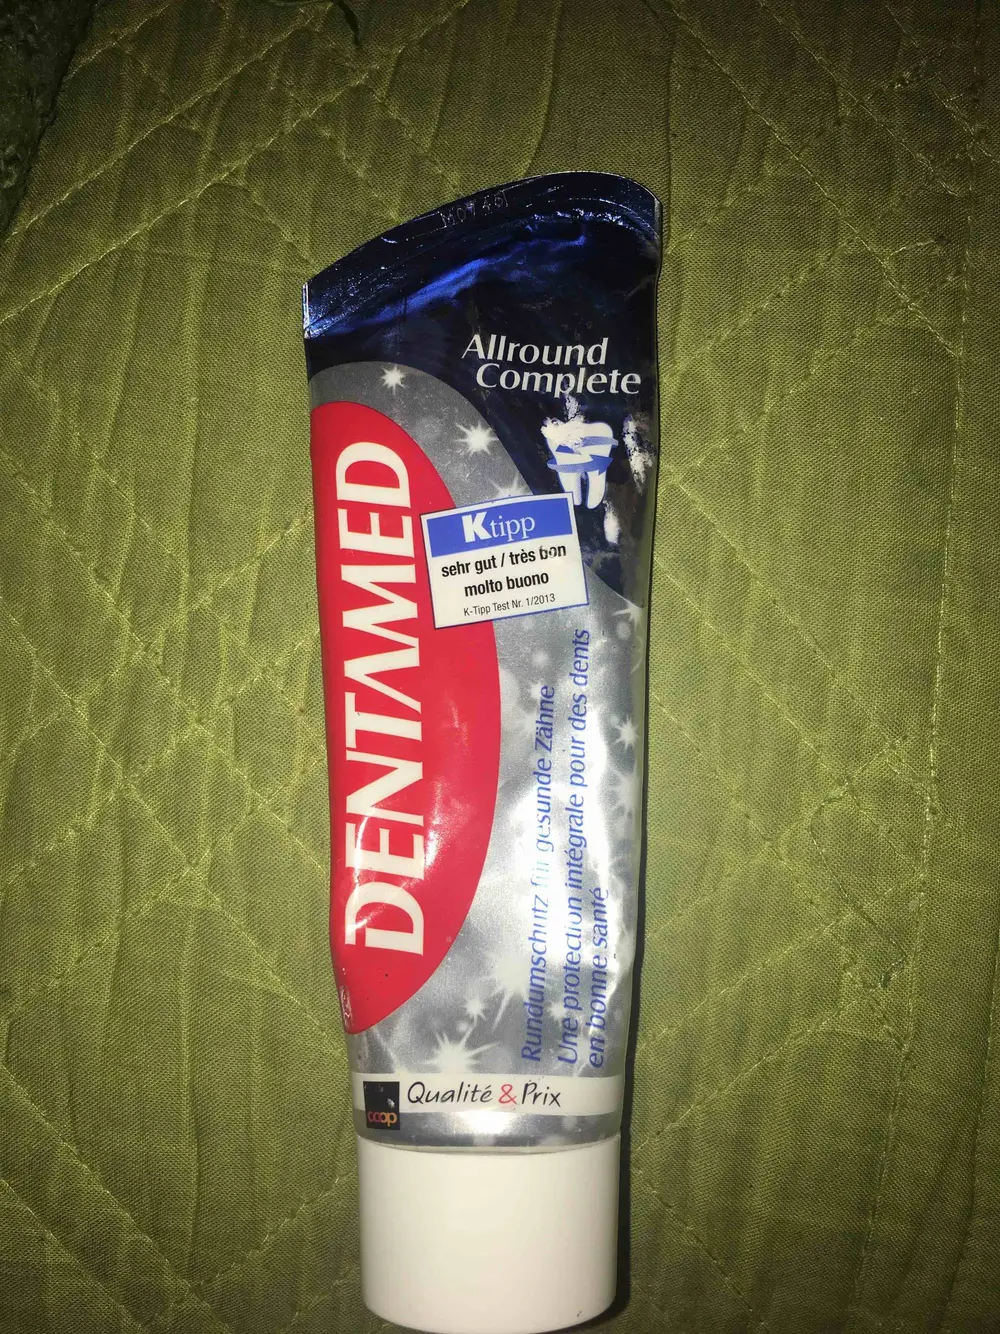 Allround
Complete
DENTAMED
Ktipp
sehr gut / très bon
molto buono
K-Tipp Test Nr. 1/2013
Rundumschutz für gesunde Zähne
Une protection intégrale pour des dents
en bonne santé
coop
Qualité & Prix